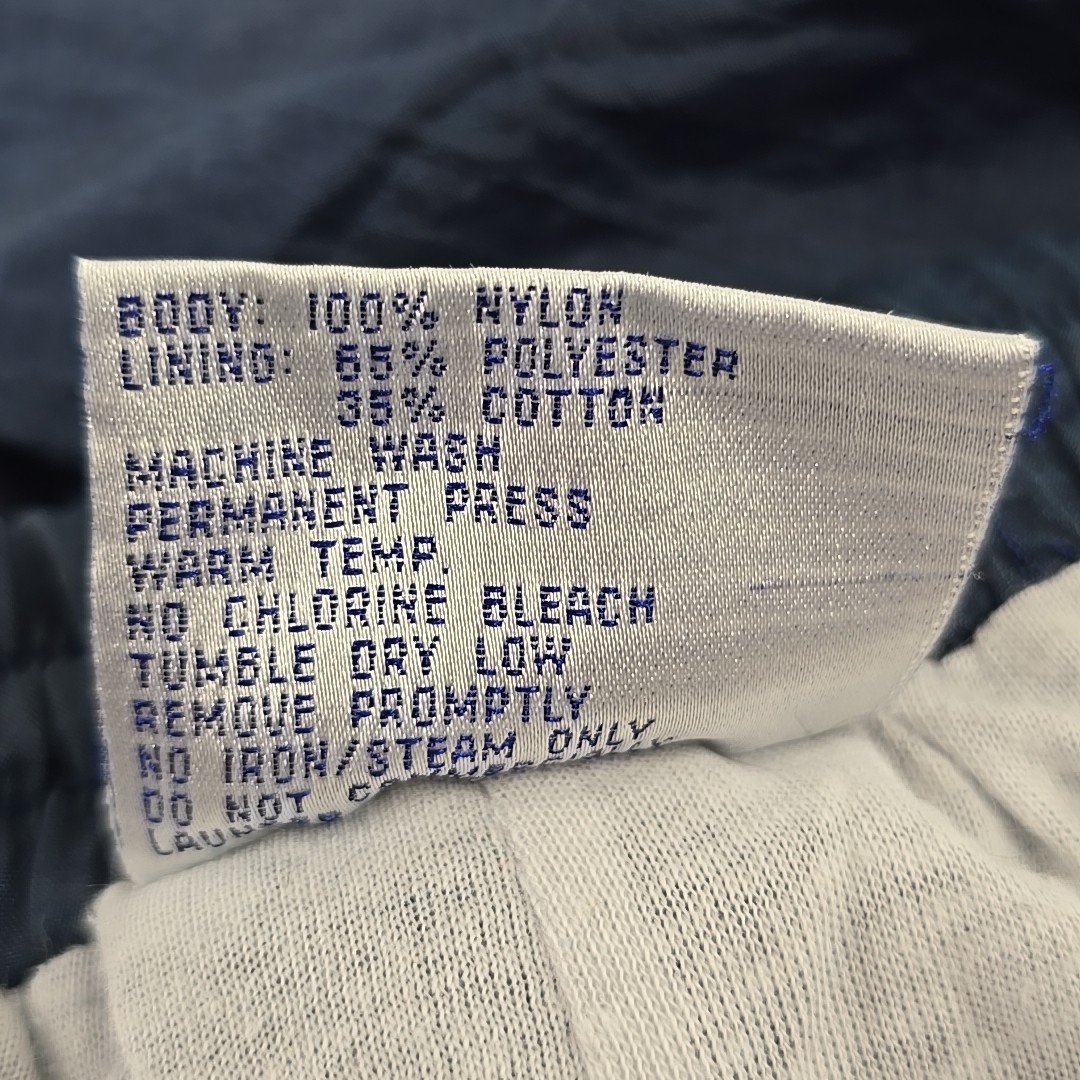 BODY: 100% NYLON
LINING: 65% POLYESTER
35% COTTON
MACHINE WASH
PERMANENT PRESS
WARM TEMP.
NO CHLORINE BLEACH
TUMBLE DRY LOW
REMOVE PROMPTLY
NO IRON/STEAM ONLY
DO NOT